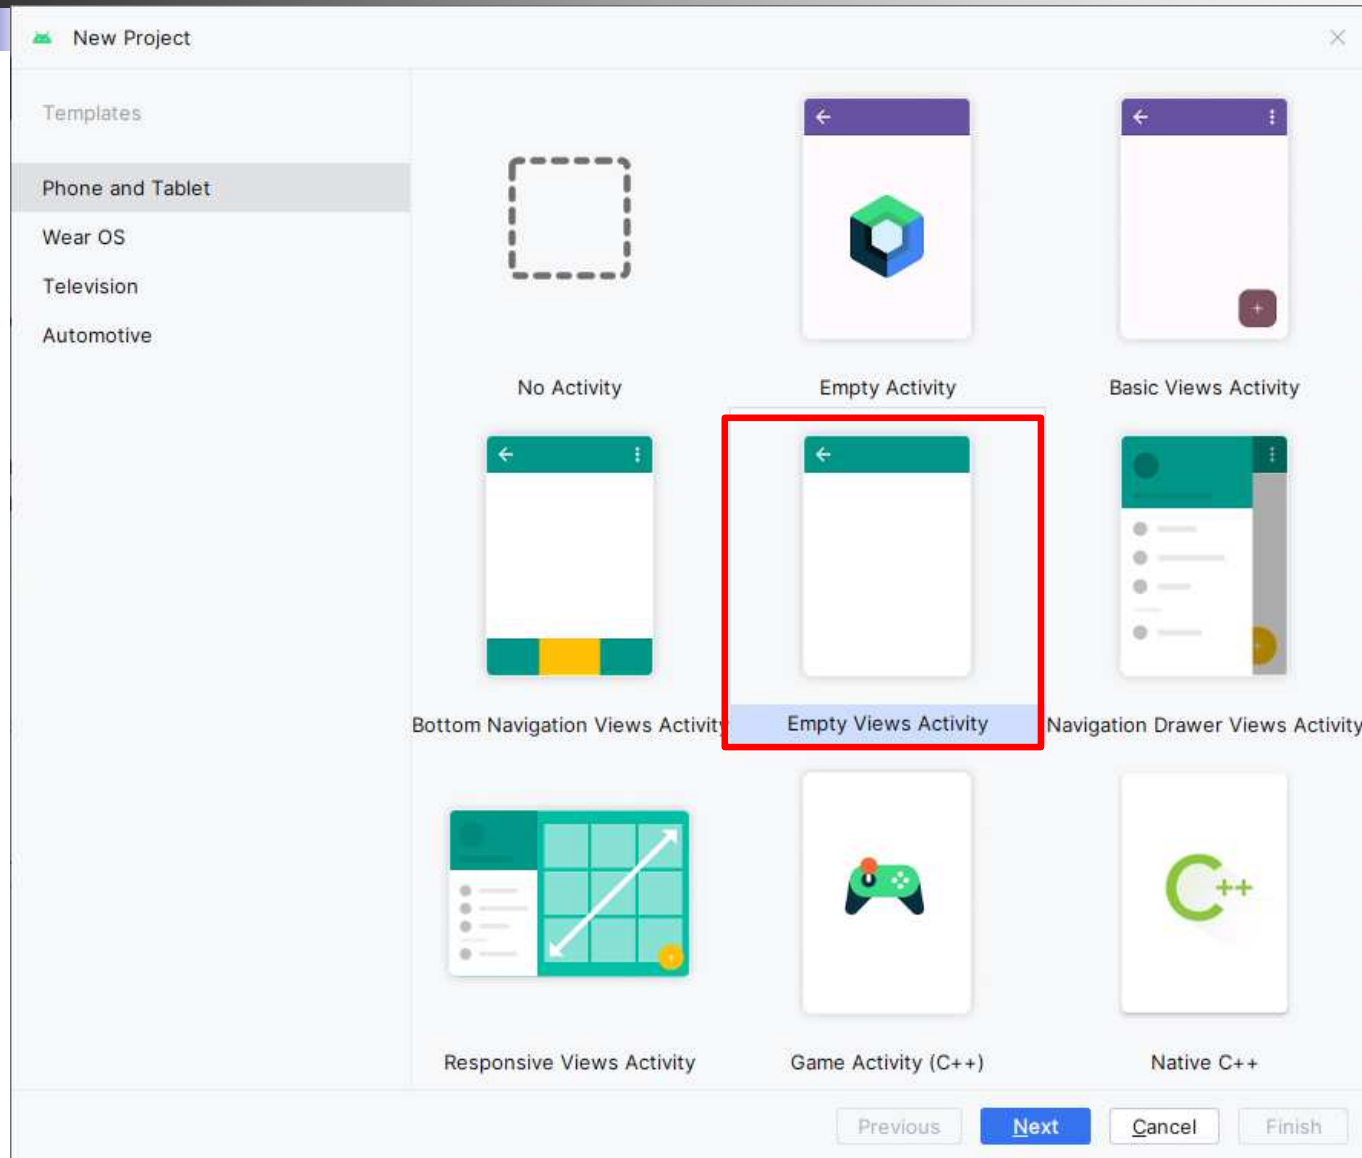 New Project
Templates
Phone and Tablet
Wear OS
Television
Automotive
No Activity
Empty Activity
Basic Views Activity
Bottom Navigation Views Activity
Empty Views Activity
Navigation Drawer Views Activity
C++
Responsive Views Activity
Game Activity (C++)
Native C++
Previous
Next
Cancel
Finish